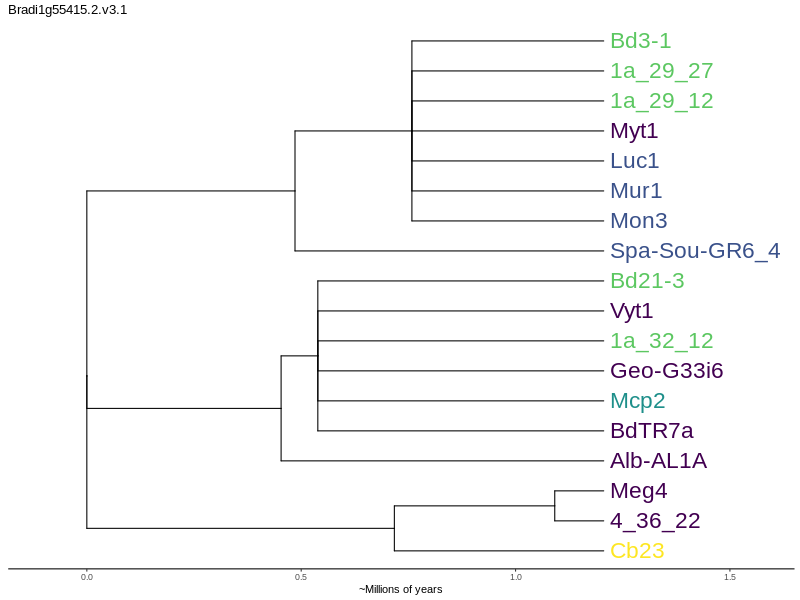 Bradi1g55415.2.v3.1
Bd3-1
1a_29_27
1a_29_12
Myt1
Luc1
Mur1
Mon3
Spa-Sou-GR6_4
Bd21-3
Vyt1
1a_32_12
Geo-G33i6
Mcp2
BdTR7a
Alb-AL1A
Meg4
4_36_22
Cb23
0.0 0.5 1.0 1.5
~Millions of years